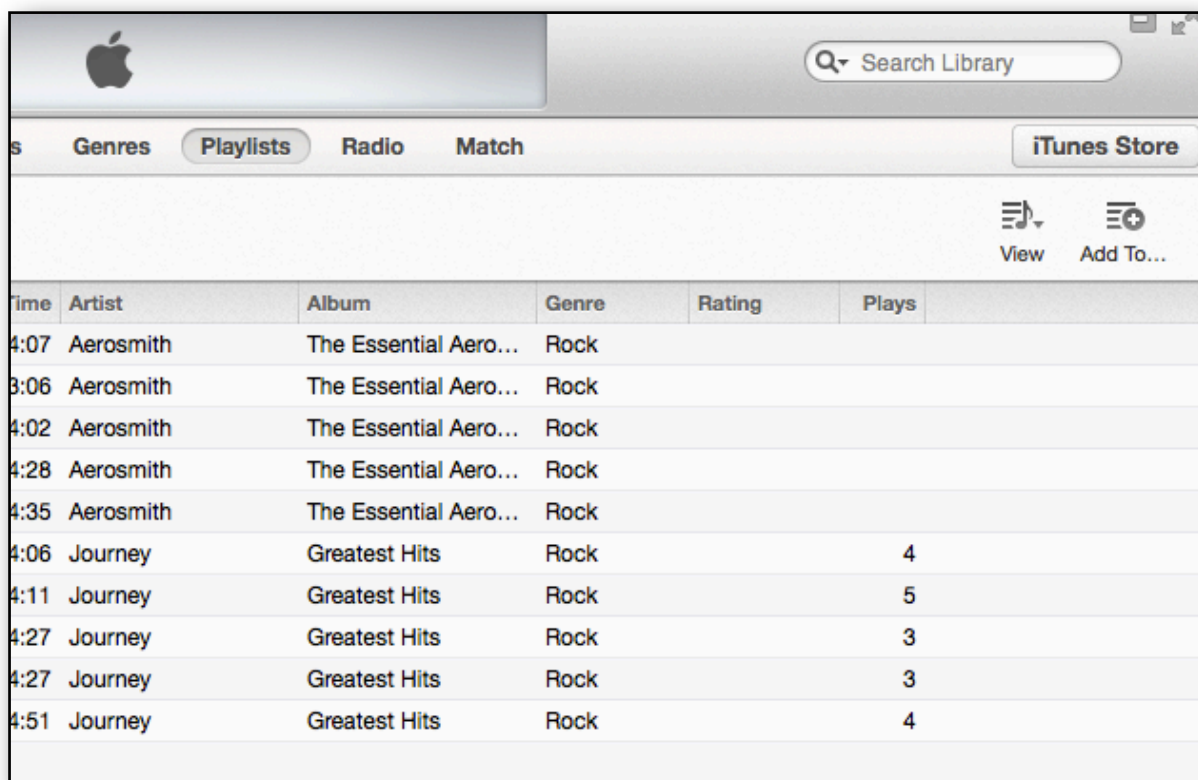 Search Library
s Genres Playlists Radio Match iTunes Store
View Add To...
Time Artist Album Genre Rating Plays
4:07 Aerosmith The Essential Aero... Rock
3:06 Aerosmith The Essential Aero... Rock
4:02 Aerosmith The Essential Aero... Rock
4:28 Aerosmith The Essential Aero... Rock
4:35 Aerosmith The Essential Aero... Rock
4:06 Journey Greatest Hits Rock 4
4:11 Journey Greatest Hits Rock 5
4:27 Journey Greatest Hits Rock 3
4:27 Journey Greatest Hits Rock 3
4:51 Journey Greatest Hits Rock 4